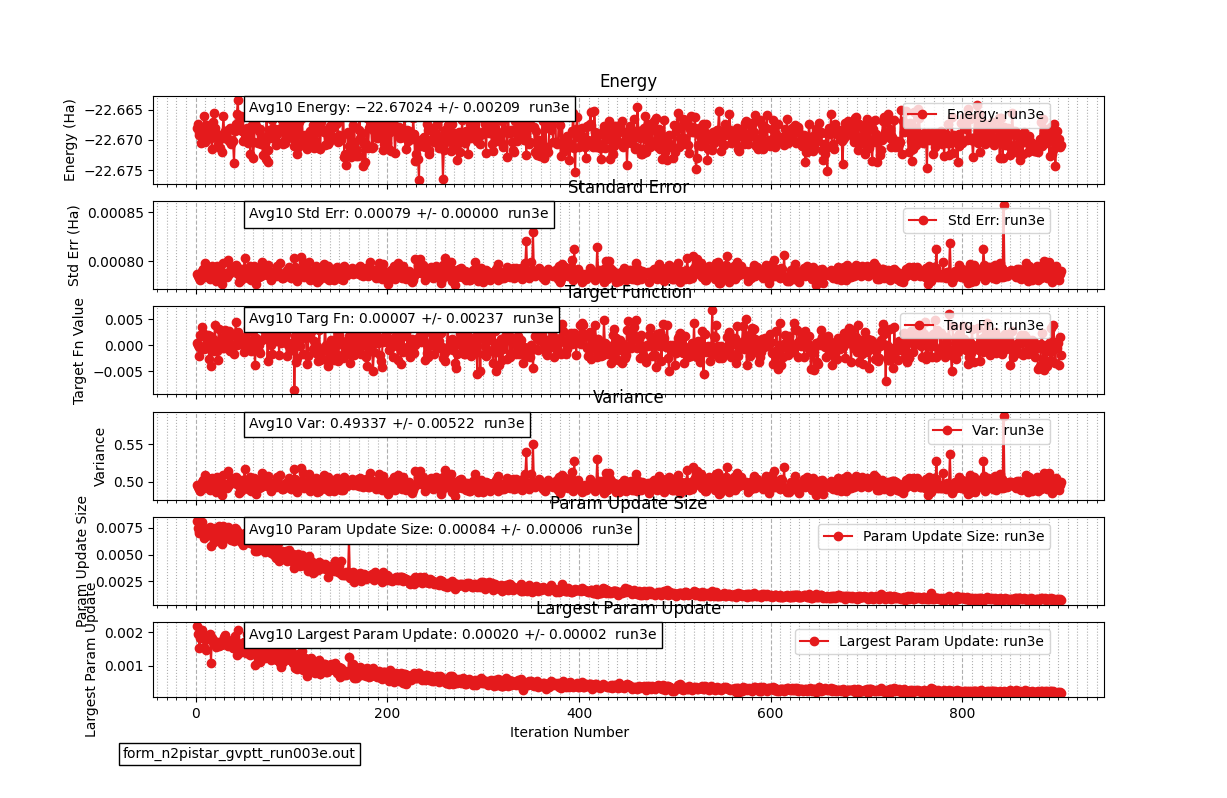 Energy
Energy (Ha)
−22.665
−22.670
−22.675
Avg10 Energy: −22.67024 +/- 0.00209 run3e
Energy: run3e
Standard Error
Std Err (Ha)
0.00085
0.00080
Avg10 Std Err: 0.00079 +/- 0.00000 run3e
Std Err: run3e
Target Function
Target Fn Value
0.005
0.000
−0.005
Avg10 Targ Fn: 0.00007 +/- 0.00237 run3e
Targ Fn: run3e
Variance
Variance
0.55
0.50
Avg10 Var: 0.49337 +/- 0.00522 run3e
Var: run3e
Param Update Size
Param Update Size
0.0075
0.0050
0.0025
Avg10 Param Update Size: 0.00084 +/- 0.00006 run3e
Param Update Size: run3e
Largest Param Update
Largest Param Update
0.002
0.001
Avg10 Largest Param Update: 0.00020 +/- 0.00002 run3e
Largest Param Update: run3e
0 200 400 600 800
Iteration Number
form_n2pistar_gvptt_run003e.out